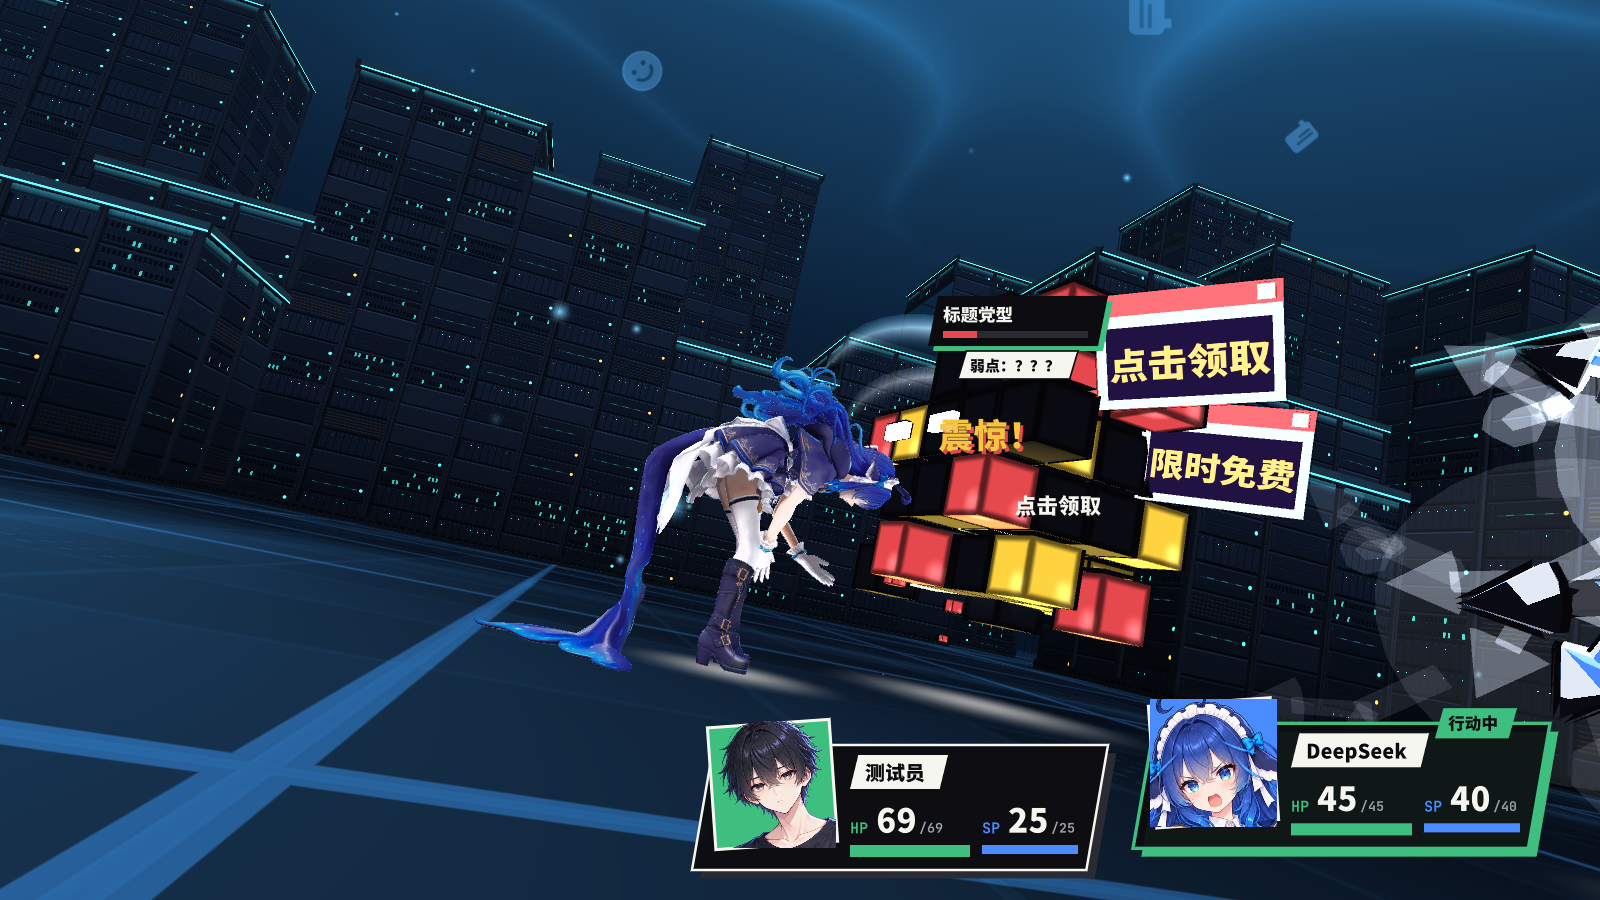 标题党型
弱点：？？？
点击领取
震惊！
限时免费
点击领取
行动中
测试员
DeepSeek
HP 69/69
SP 25/25
HP 45/45
SP 40/40